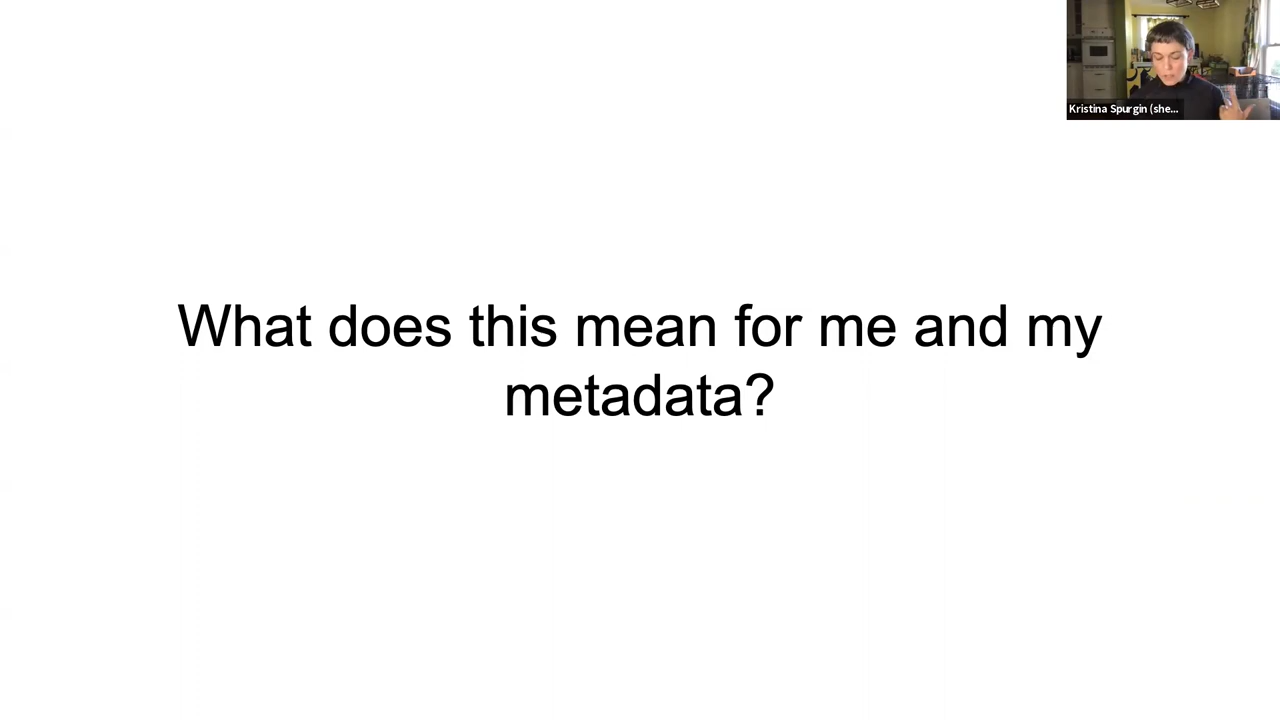 Kristina Spurgin (she...
What does this mean for me and my
metadata?